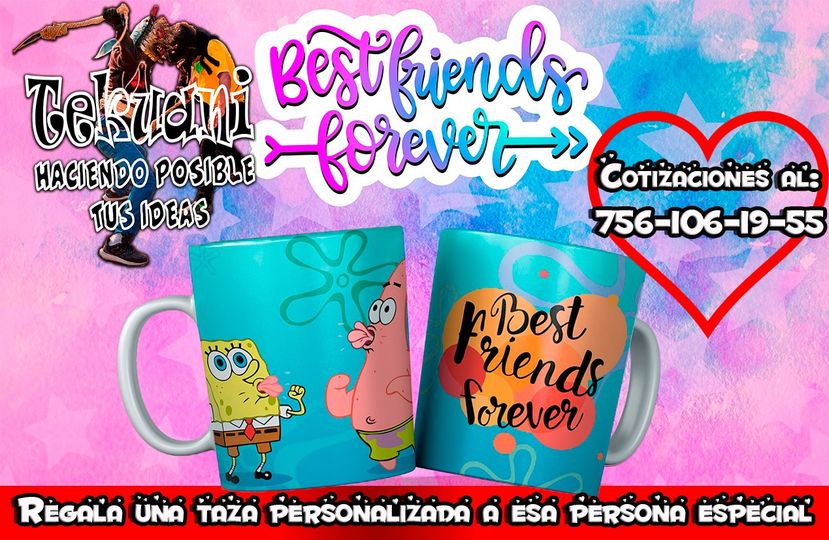 Tekuani
HACIENDO POSIBLE
TUS IDEAS
Best friends
forever
COTIZACIONES AL:
756-106-19-55
Best
Friends
forever
REGALA UNA TAZA PERSONALIZADA A ESA PERSONA ESPECIAL